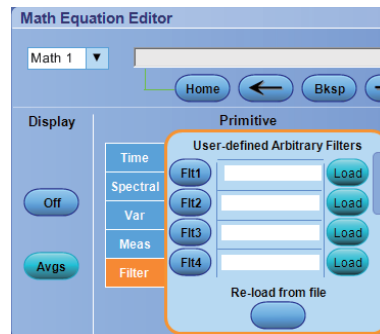 Math Equation Editor
Math 1
Home
Bksp
Display
Primitive
User-defined Arbitrary Filters
Time
Flt1
Load
Spectral
Off
Flt2
Load
Var
Flt3
Load
Meas
Flt4
Load
Avgs
Filter
Re-load from file